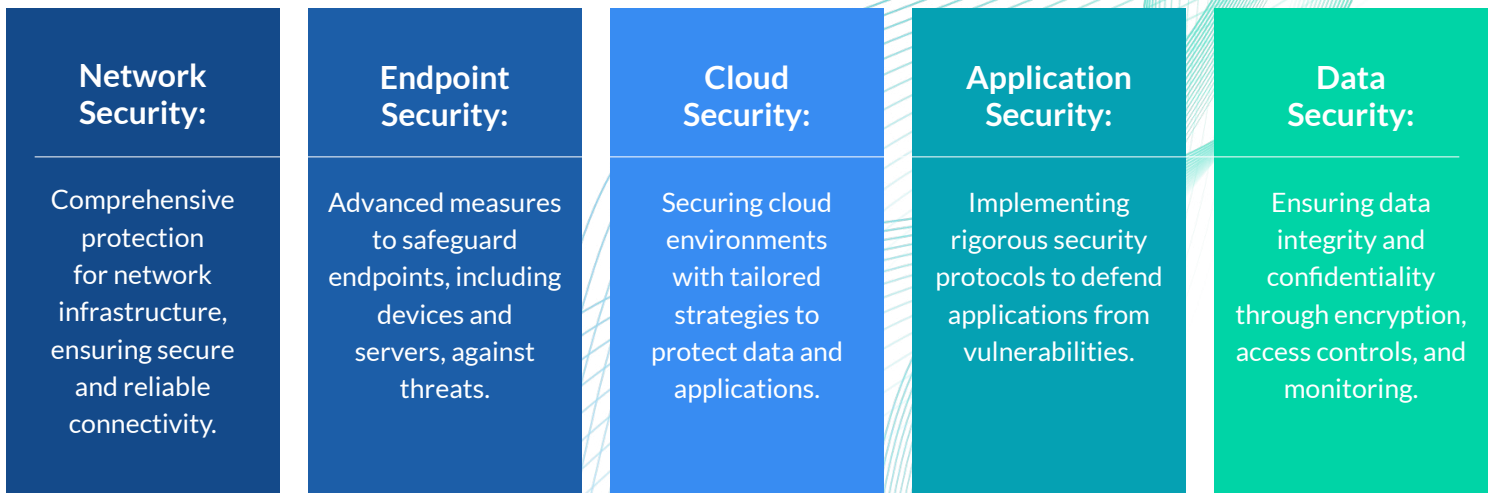 Network
Security:
Comprehensive
protection
for network
infrastructure,
ensuring secure
and reliable
connectivity.
Endpoint
Security:
Advanced measures
to safeguard
endpoints, including
devices and
servers, against
threats.
Cloud
Security:
Securing cloud
environments
with tailored
strategies to
protect data and
applications.
Application
Security:
Implementing
rigorous security
protocols to defend
applications from
vulnerabilities.
Data
Security:
Ensuring data
integrity and
confidentiality
through encryption,
access controls, and
monitoring.